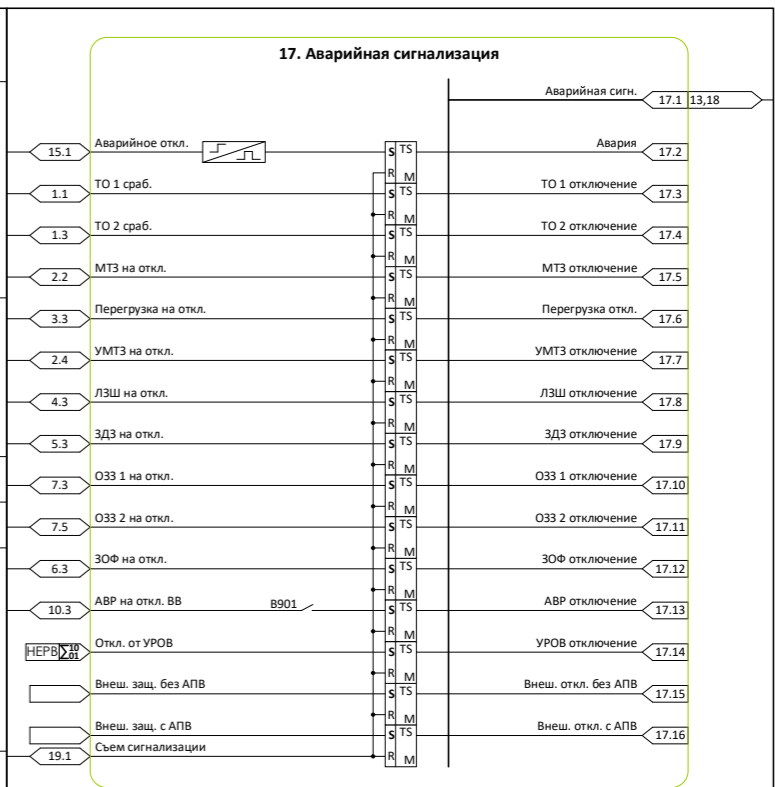 17. Аварийная сигнализация
Аварийная сигн.
17.1 13,18
15.1 Аварийное откл. S TS Авария 17.2
R M
1.1 ТО 1 сраб. S TS ТО 1 отключение 17.3
R M
1.3 ТО 2 сраб. S TS ТО 2 отключение 17.4
R M
2.2 МТЗ на откл. S TS МТЗ отключение 17.5
R M
3.3 Перегрузка на откл. S TS Перегрузка откл. 17.6
R M
2.4 УМТЗ на откл. S TS УМТЗ отключение 17.7
R M
4.3 ЛЗШ на откл. S TS ЛЗШ отключение 17.8
R M
5.3 ЗДЗ на откл. S TS ЗДЗ отключение 17.9
R M
7.3 ОЗЗ 1 на откл. S TS ОЗЗ 1 отключение 17.10
R M
7.5 ОЗЗ 2 на откл. S TS ОЗЗ 2 отключение 17.11
R M
6.3 ЗОФ на откл. S TS ЗОФ отключение 17.12
R M
10.3 АВР на откл. ВВ B901 S TS АВР отключение 17.13
R M
НЕРВ Σ 10 01 Откл. от УРОВ S TS УРОВ отключение 17.14
R M
Внеш. защ. без АПВ S TS Внеш. откл. без АПВ 17.15
R M
Внеш. защ. с АПВ S TS Внеш. откл. с АПВ 17.16
19.1 Съем сигнализации R M